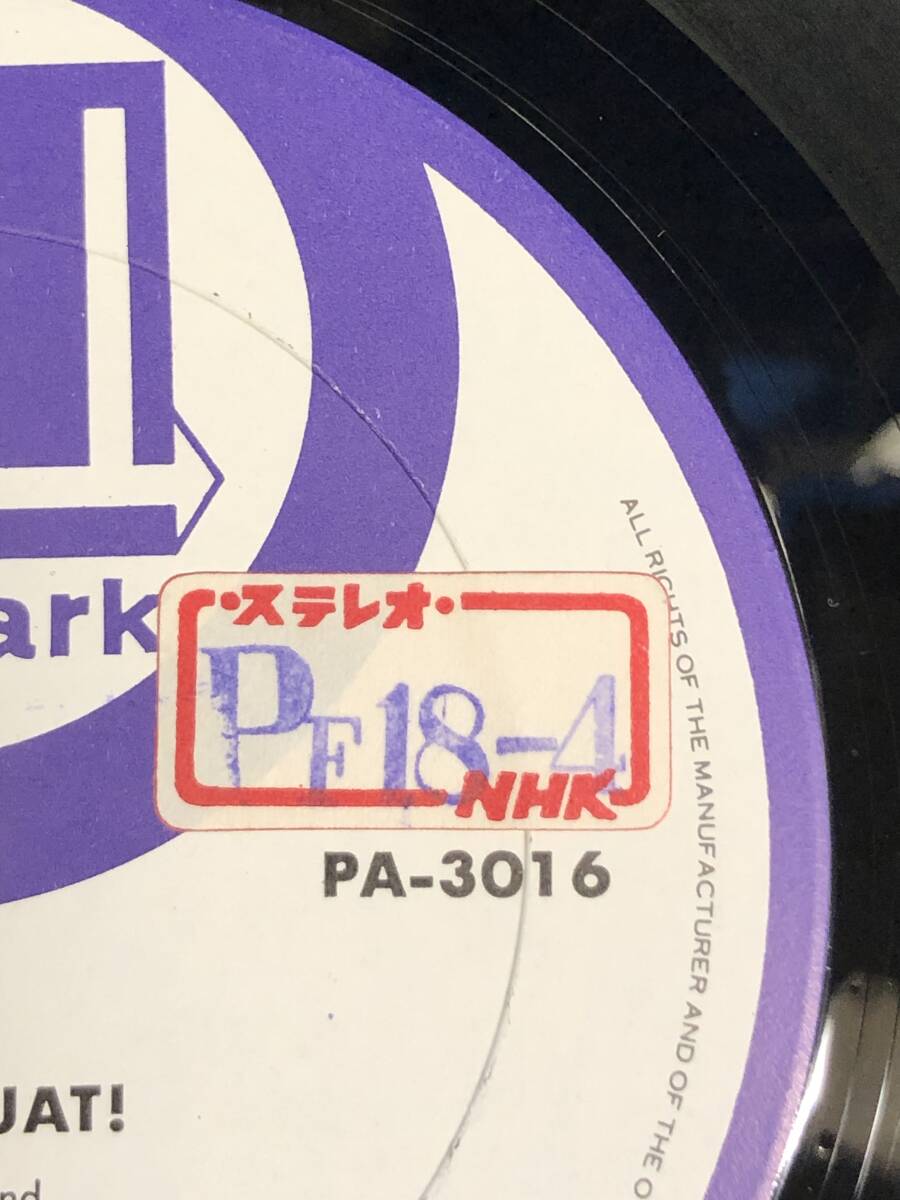 ark
・ステレオ・
PF18-4
NHK
PA-3016
UAT!
nd
ALL RIGHTS OF THE MANUFACTURER AND OF THE O